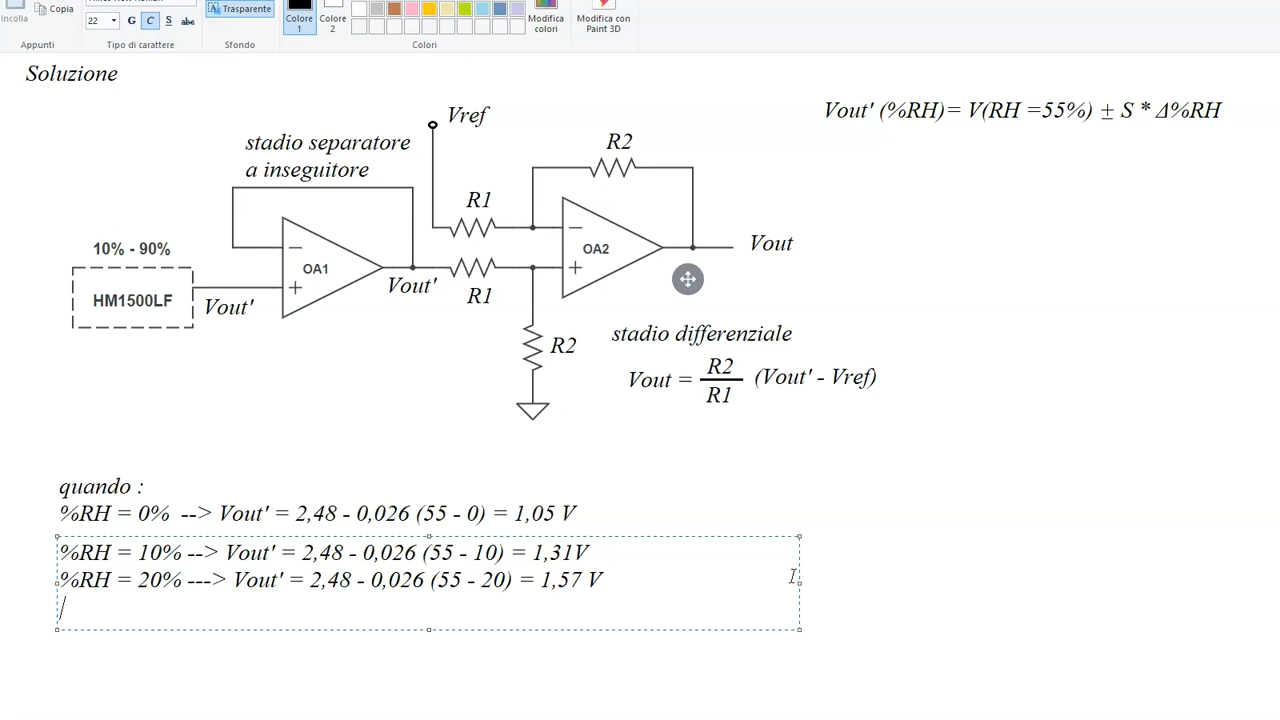 Incolla
Copia
Appunti
22
G C S abc
Tipo di carattere
Trasparente
Sfondo
Colore 1
Colore 2
Colori
Modifica colori
Modifica con Paint 3D
Soluzione
Vout' (%RH)= V(RH =55%) ± S * Δ%RH
Vref
stadio separatore
a inseguitore
R2
R1
10% - 90%
OA1
OA2
Vout
HM1500LF
Vout'
Vout'
R1
R2
stadio differenziale
Vout = R2/R1 (Vout' - Vref)
quando :
%RH = 0% --> Vout' = 2,48 - 0,026 (55 - 0) = 1,05 V
%RH = 10% --> Vout' = 2,48 - 0,026 (55 - 10) = 1,31V
%RH = 20% ---> Vout' = 2,48 - 0,026 (55 - 20) = 1,57 V